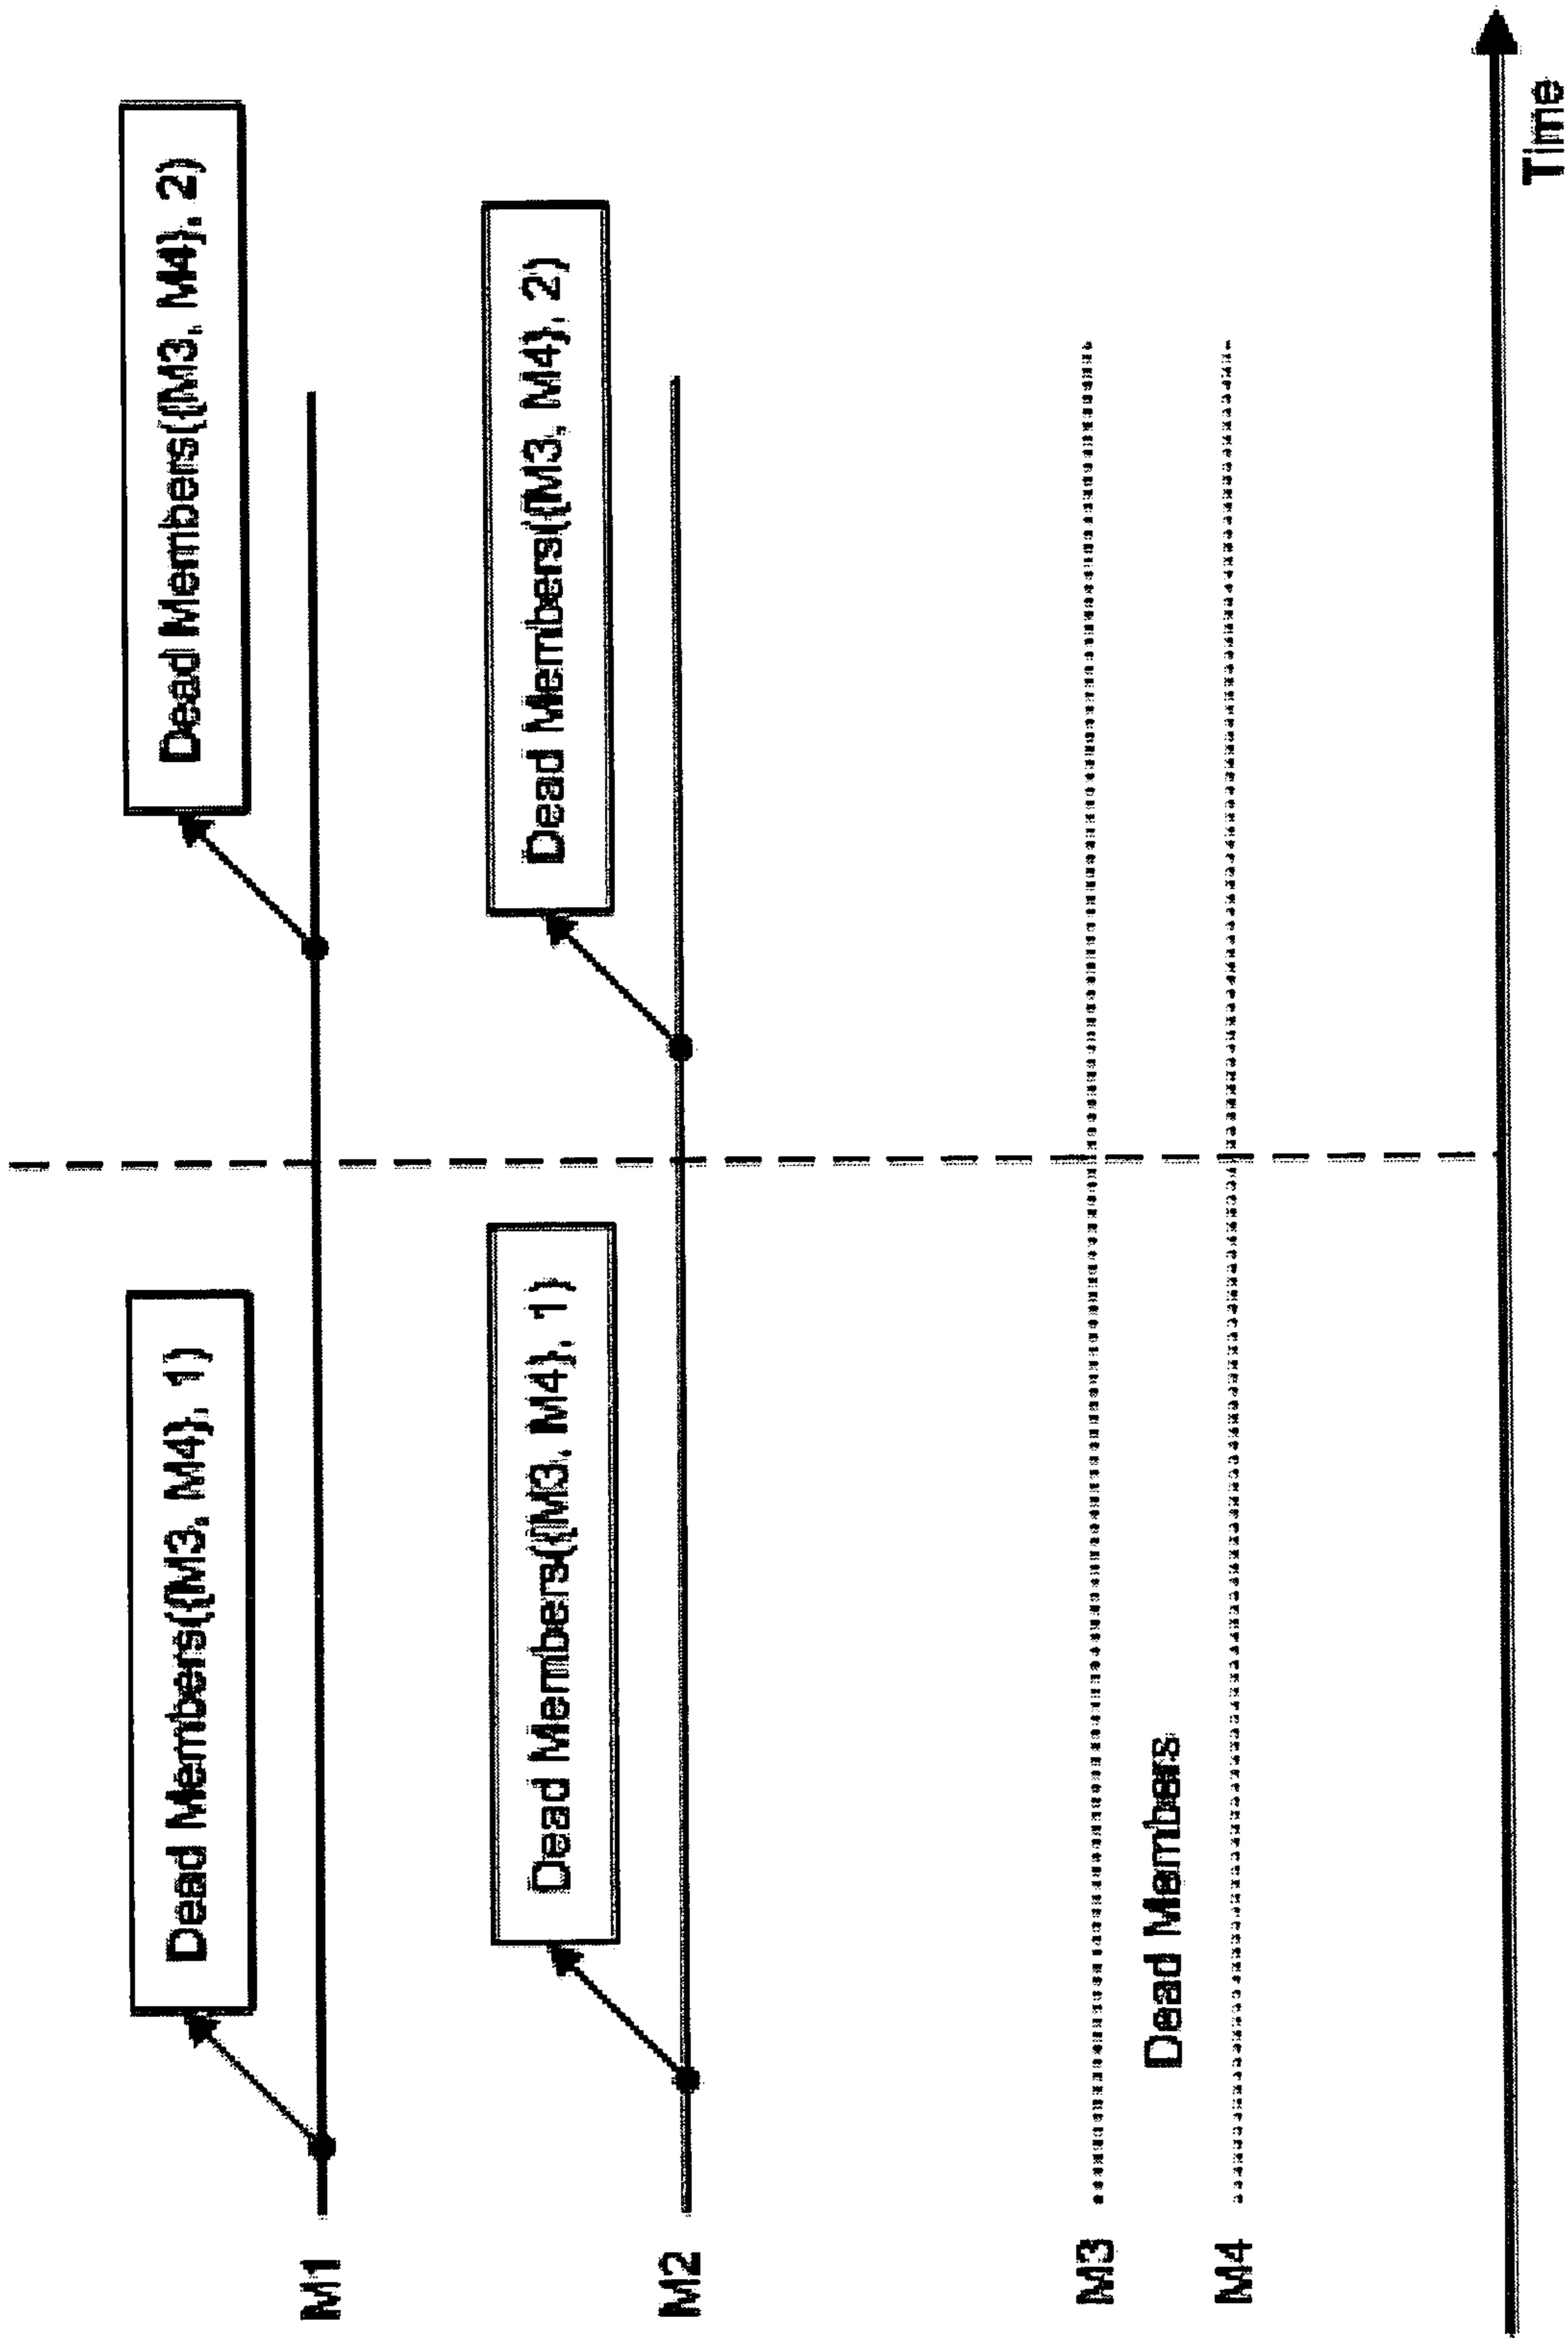 Dead Members({M3, M4}, 1)
Dead Members({M3, M4}, 2)
M1
Dead Members({M3, M4}, 1)
Dead Members({M3, M4}, 2)
M2
M3
Dead Members
M4
Time